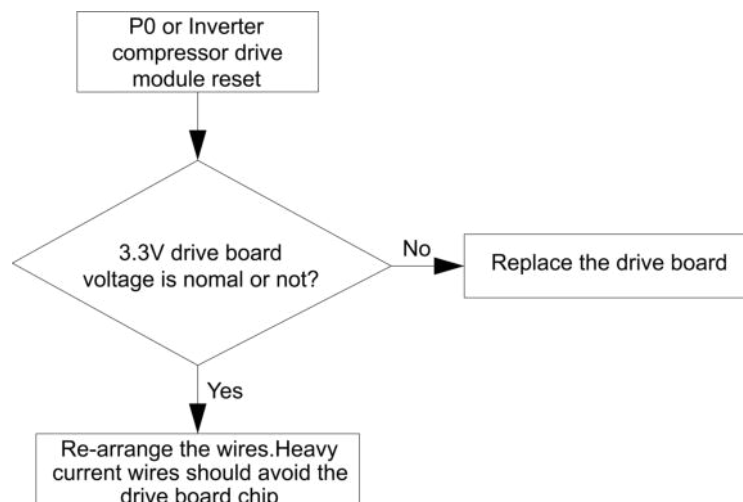 P0 or Inverter
compressor drive
module reset
3.3V drive board
voltage is nomal or not?
No
Replace the drive board
Yes
Re-arrange the wires.Heavy
current wires should avoid the
drive board chip